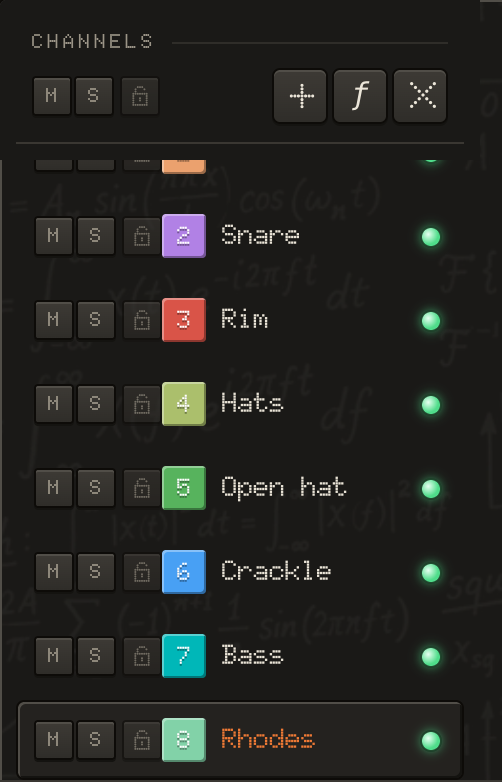 CHANNELS
M S f
M S 2 Snare
M S 3 Rim
M S 4 Hats
M S 5 Open hat
M S 6 Crackle
M S 7 Bass
M S 8 Rhodes